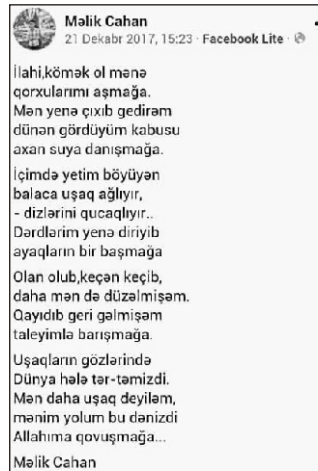 Məlik Cahan
21 Dekabr 2017, 15:23 · Facebook Lite ·
İlahi,kömək ol mənə
qorxularımı aşmağa.
Mən yenə çıxıb gedirəm
dünən gördüyüm kabusu
axan suya danışmağa.
İçimdə yetim böyüyən
balaca uşaq ağlıyır,
- dizlərini qucaqlıyır..
Dərdlərim yenə diriyib
ayaqların bir başmağa
Olan olub,keçən keçib,
daha mən də düzəlmişəm.
Qayıdıb geri gəlmişəm
taleyimlə barışmağa.
Uşaqların gözlərində
Dünya hələ tər-təmizdi.
Mən daha uşaq deyiləm,
mənim yolum bu dənizdi
Allahıma qovuşmağa...
Məlik Cahan